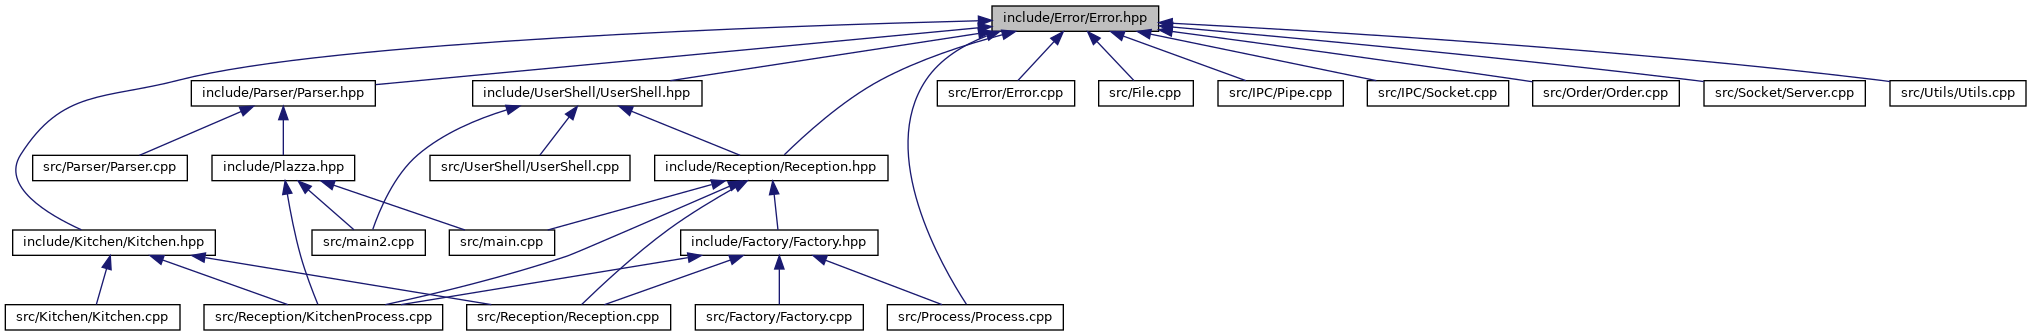 include/Error/Error.hpp
include/Parser/Parser.hpp
include/UserShell/UserShell.hpp
src/Error/Error.cpp
src/File.cpp
src/IPC/Pipe.cpp
src/IPC/Socket.cpp
src/Order/Order.cpp
src/Socket/Server.cpp
src/Utils/Utils.cpp
src/Parser/Parser.cpp
include/Plazza.hpp
src/UserShell/UserShell.cpp
include/Reception/Reception.hpp
include/Kitchen/Kitchen.hpp
src/main2.cpp
src/main.cpp
include/Factory/Factory.hpp
src/Kitchen/Kitchen.cpp
src/Reception/KitchenProcess.cpp
src/Reception/Reception.cpp
src/Factory/Factory.cpp
src/Process/Process.cpp